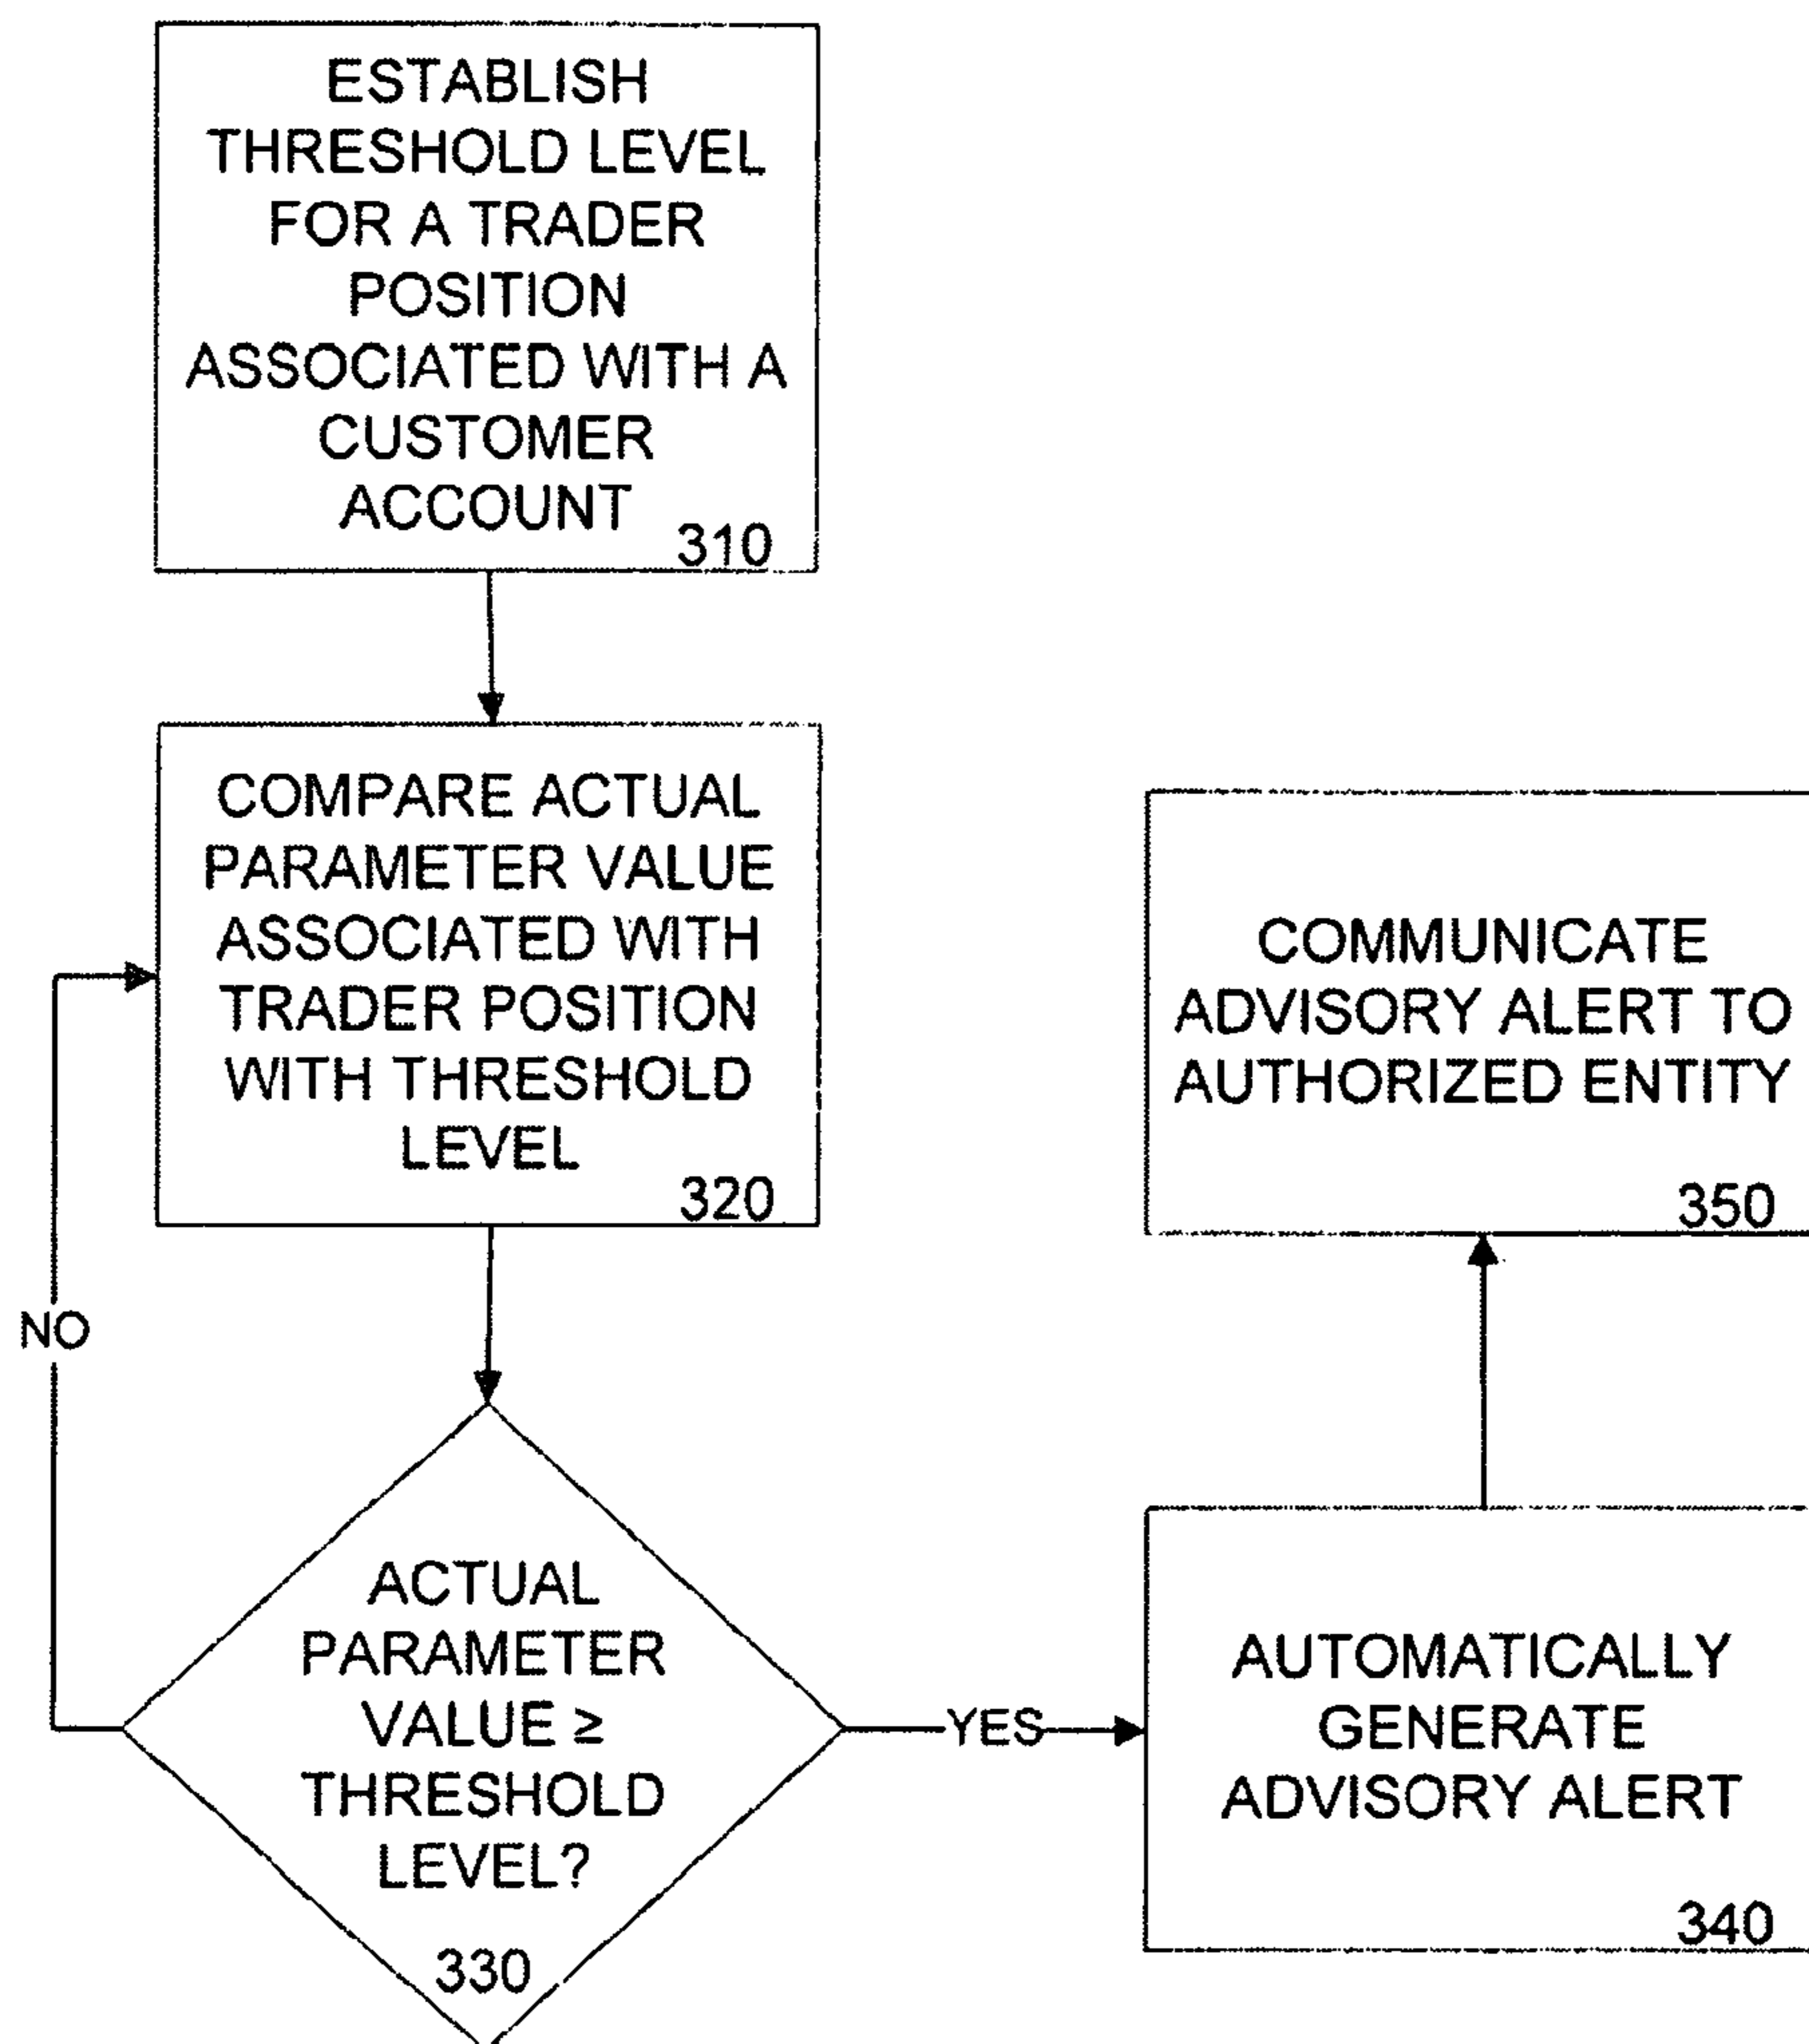 ESTABLISH
THRESHOLD LEVEL
FOR A TRADER
POSITION
ASSOCIATED WITH A
CUSTOMER
ACCOUNT
310
COMPARE ACTUAL
PARAMETER VALUE
ASSOCIATED WITH
TRADER POSITION
WITH THRESHOLD
LEVEL
320
NO
ACTUAL
PARAMETER
VALUE ≥
THRESHOLD
LEVEL?
330
YES
AUTOMATICALLY
GENERATE
ADVISORY ALERT
340
COMMUNICATE
ADVISORY ALERT TO
AUTHORIZED ENTITY
350